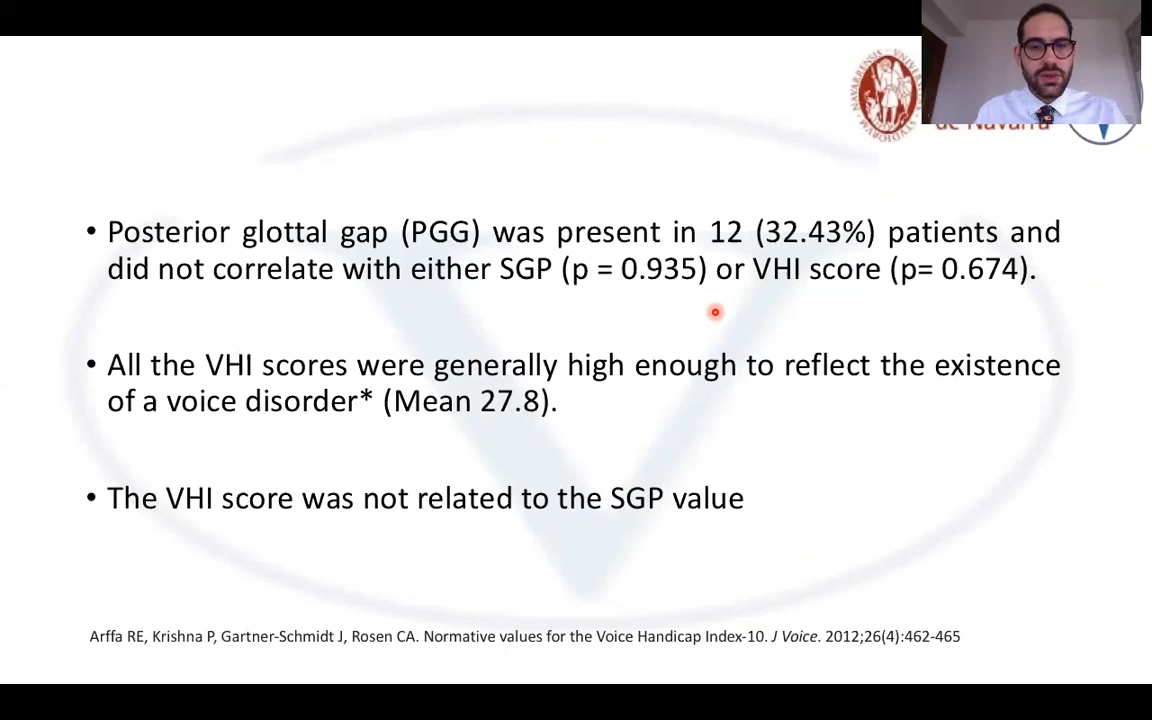 de Navarra
• Posterior glottal gap (PGG) was present in 12 (32.43%) patients and
did not correlate with either SGP (p = 0.935) or VHI score (p= 0.674).
• All the VHI scores were generally high enough to reflect the existence
of a voice disorder* (Mean 27.8).
• The VHI score was not related to the SGP value
Arffa RE, Krishna P, Gartner-Schmidt J, Rosen CA. Normative values for the Voice Handicap Index-10. J Voice. 2012;26(4):462-465